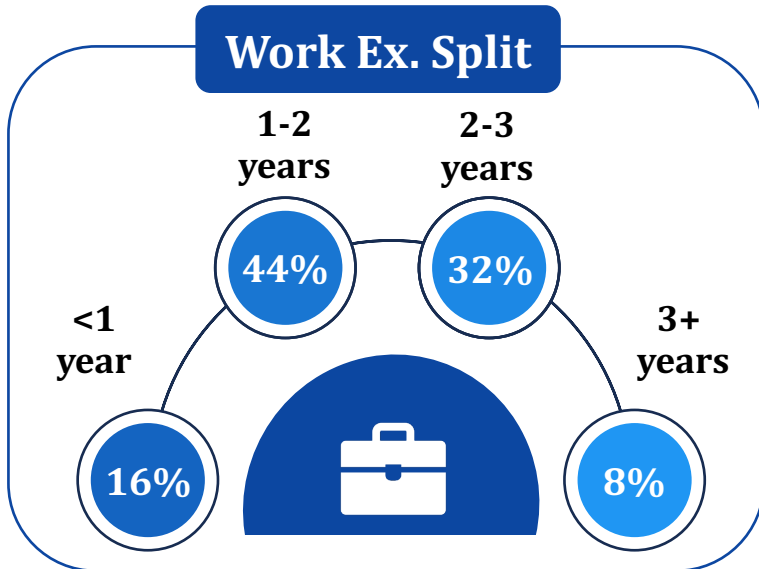 Work Ex. Split
1-2
years
2-3
years
44%
32%
<1
year
3+
years
16%
8%